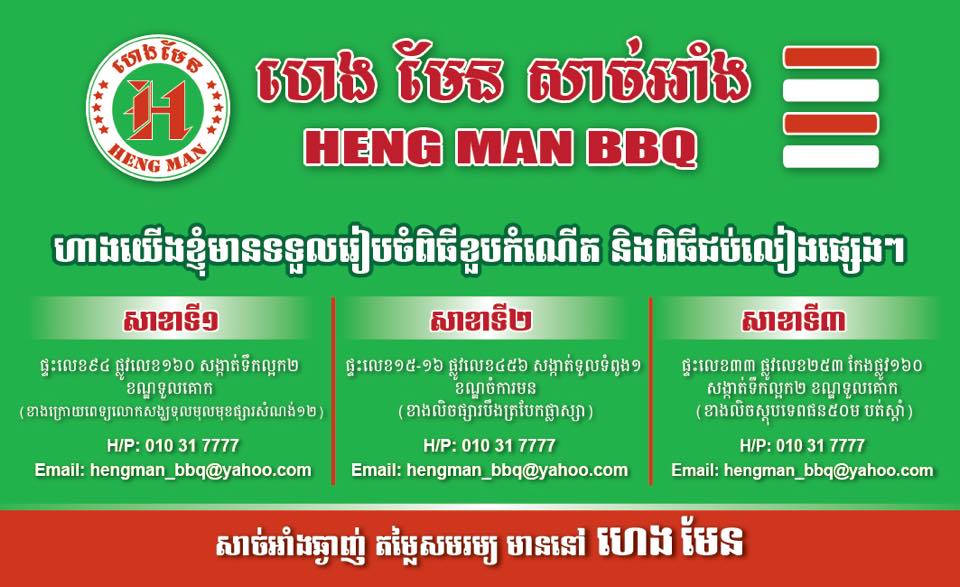 ហេង ម៉ែន
HENG MAN
ហេង ម៉ែន សាច់អាំង
HENG MAN BBQ
ហាងយើងខ្ញុំមានទទួលរៀបចំពិធីខួបកំណើត និងពិធីជប់លៀងផ្សេងៗ
សាខាទី១
ផ្ទះលេខ៩៤ ផ្លូវលេខ១៦០ សង្កាត់ទឹកល្អក២
ខណ្ឌទួលគោក
(ខាងក្រោយពេទ្យលោកសង្ឃទុលមុលមុខផ្សារសំណង់១២)
H/P: 010 31 7777
Email: hengman_bbq@yahoo.com
សាខាទី២
ផ្ទះលេខ១៥-១៦ ផ្លូវលេខ៤៥៦ សង្កាត់ទួលទំពូង១
ខណ្ឌចំការមន
(ខាងលិចផ្សារបឹងត្របែកផ្លាស្សា)
H/P: 010 31 7777
Email: hengman_bbq@yahoo.com
សាខាទី៣
ផ្ទះលេខ៣៣ ផ្លូវលេខ២៥៣ កែងផ្លូវ១៦០
សង្កាត់ទឹកល្អក២ ខណ្ឌទួលគោក
(ខាងលិចស្តុបទេពផន៥០ម បត់ស្តាំ)
H/P: 010 31 7777
Email: hengman_bbq@yahoo.com
សាច់អាំងឆ្ងាញ់ តម្លៃសមរម្យ មាននៅ ហេង ម៉ែន